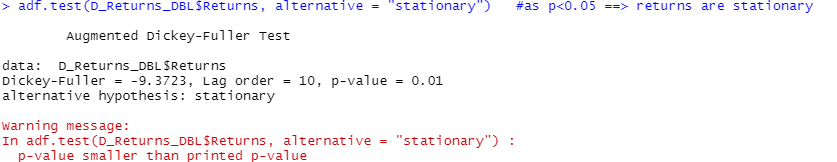 > adf.test(D_Returns_DBL$Returns, alternative = "stationary")   #as p<0.05 ==> returns are stationary
Augmented Dickey-Fuller Test
data:  D_Returns_DBL$Returns
Dickey-Fuller = -9.3723, Lag order = 10, p-value = 0.01
alternative hypothesis: stationary
Warning message:
In adf.test(D_Returns_DBL$Returns, alternative = "stationary") :
p-value smaller than printed p-value